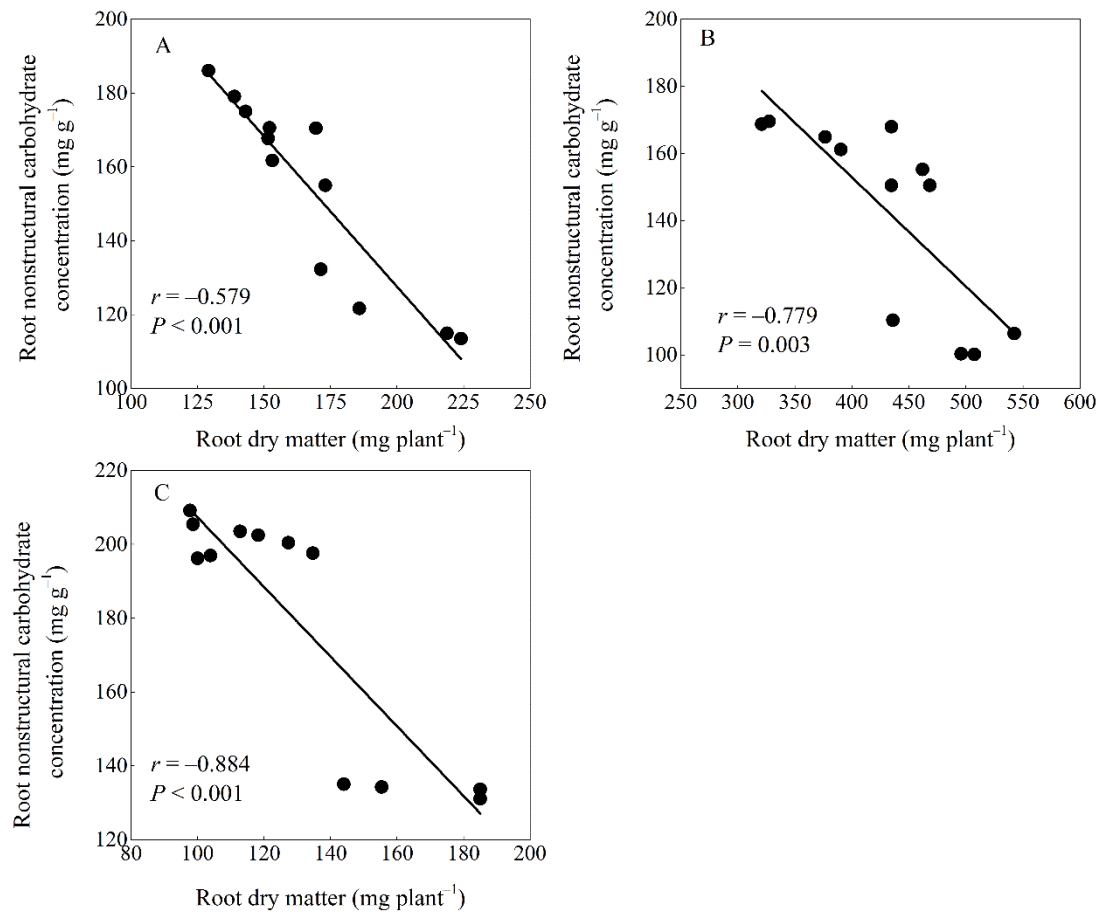 A
Root nonstructural carbohydrate
concentration (mg g⁻¹)
200
180
160
140
120
100
r = –0.579
P < 0.001
100 125 150 175 200 225 250
Root dry matter (mg plant⁻¹)
B
Root nonstructural carbohydrate
concentration (mg g⁻¹)
200
180
160
140
120
100
r = –0.779
P = 0.003
250 300 350 400 450 500 550 600
Root dry matter (mg plant⁻¹)
C
Root nonstructural carbohydrate
concentration (mg g⁻¹)
220
200
180
160
140
120
r = –0.884
P < 0.001
80 100 120 140 160 180 200
Root dry matter (mg plant⁻¹)